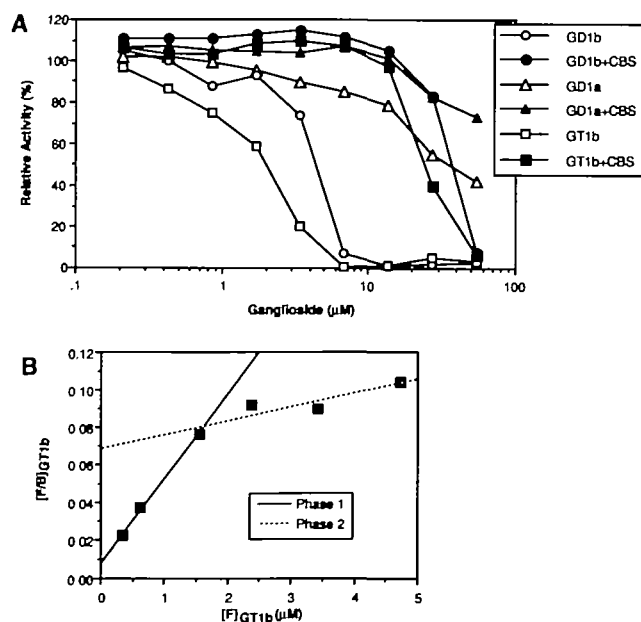 A
Relative Activity (%)
120
100
80
60
40
20
0
.1
1
10
100
Ganglioside (µM)
GD1b
GD1b+CBS
GD1a
GD1a+CBS
GT1b
GT1b+CBS
B
[F/B]GT1b
0.12
0.10
0.08
0.06
0.04
0.02
0.00
0
1
2
3
4
5
[F]GT1b(µM)
Phase 1
Phase 2